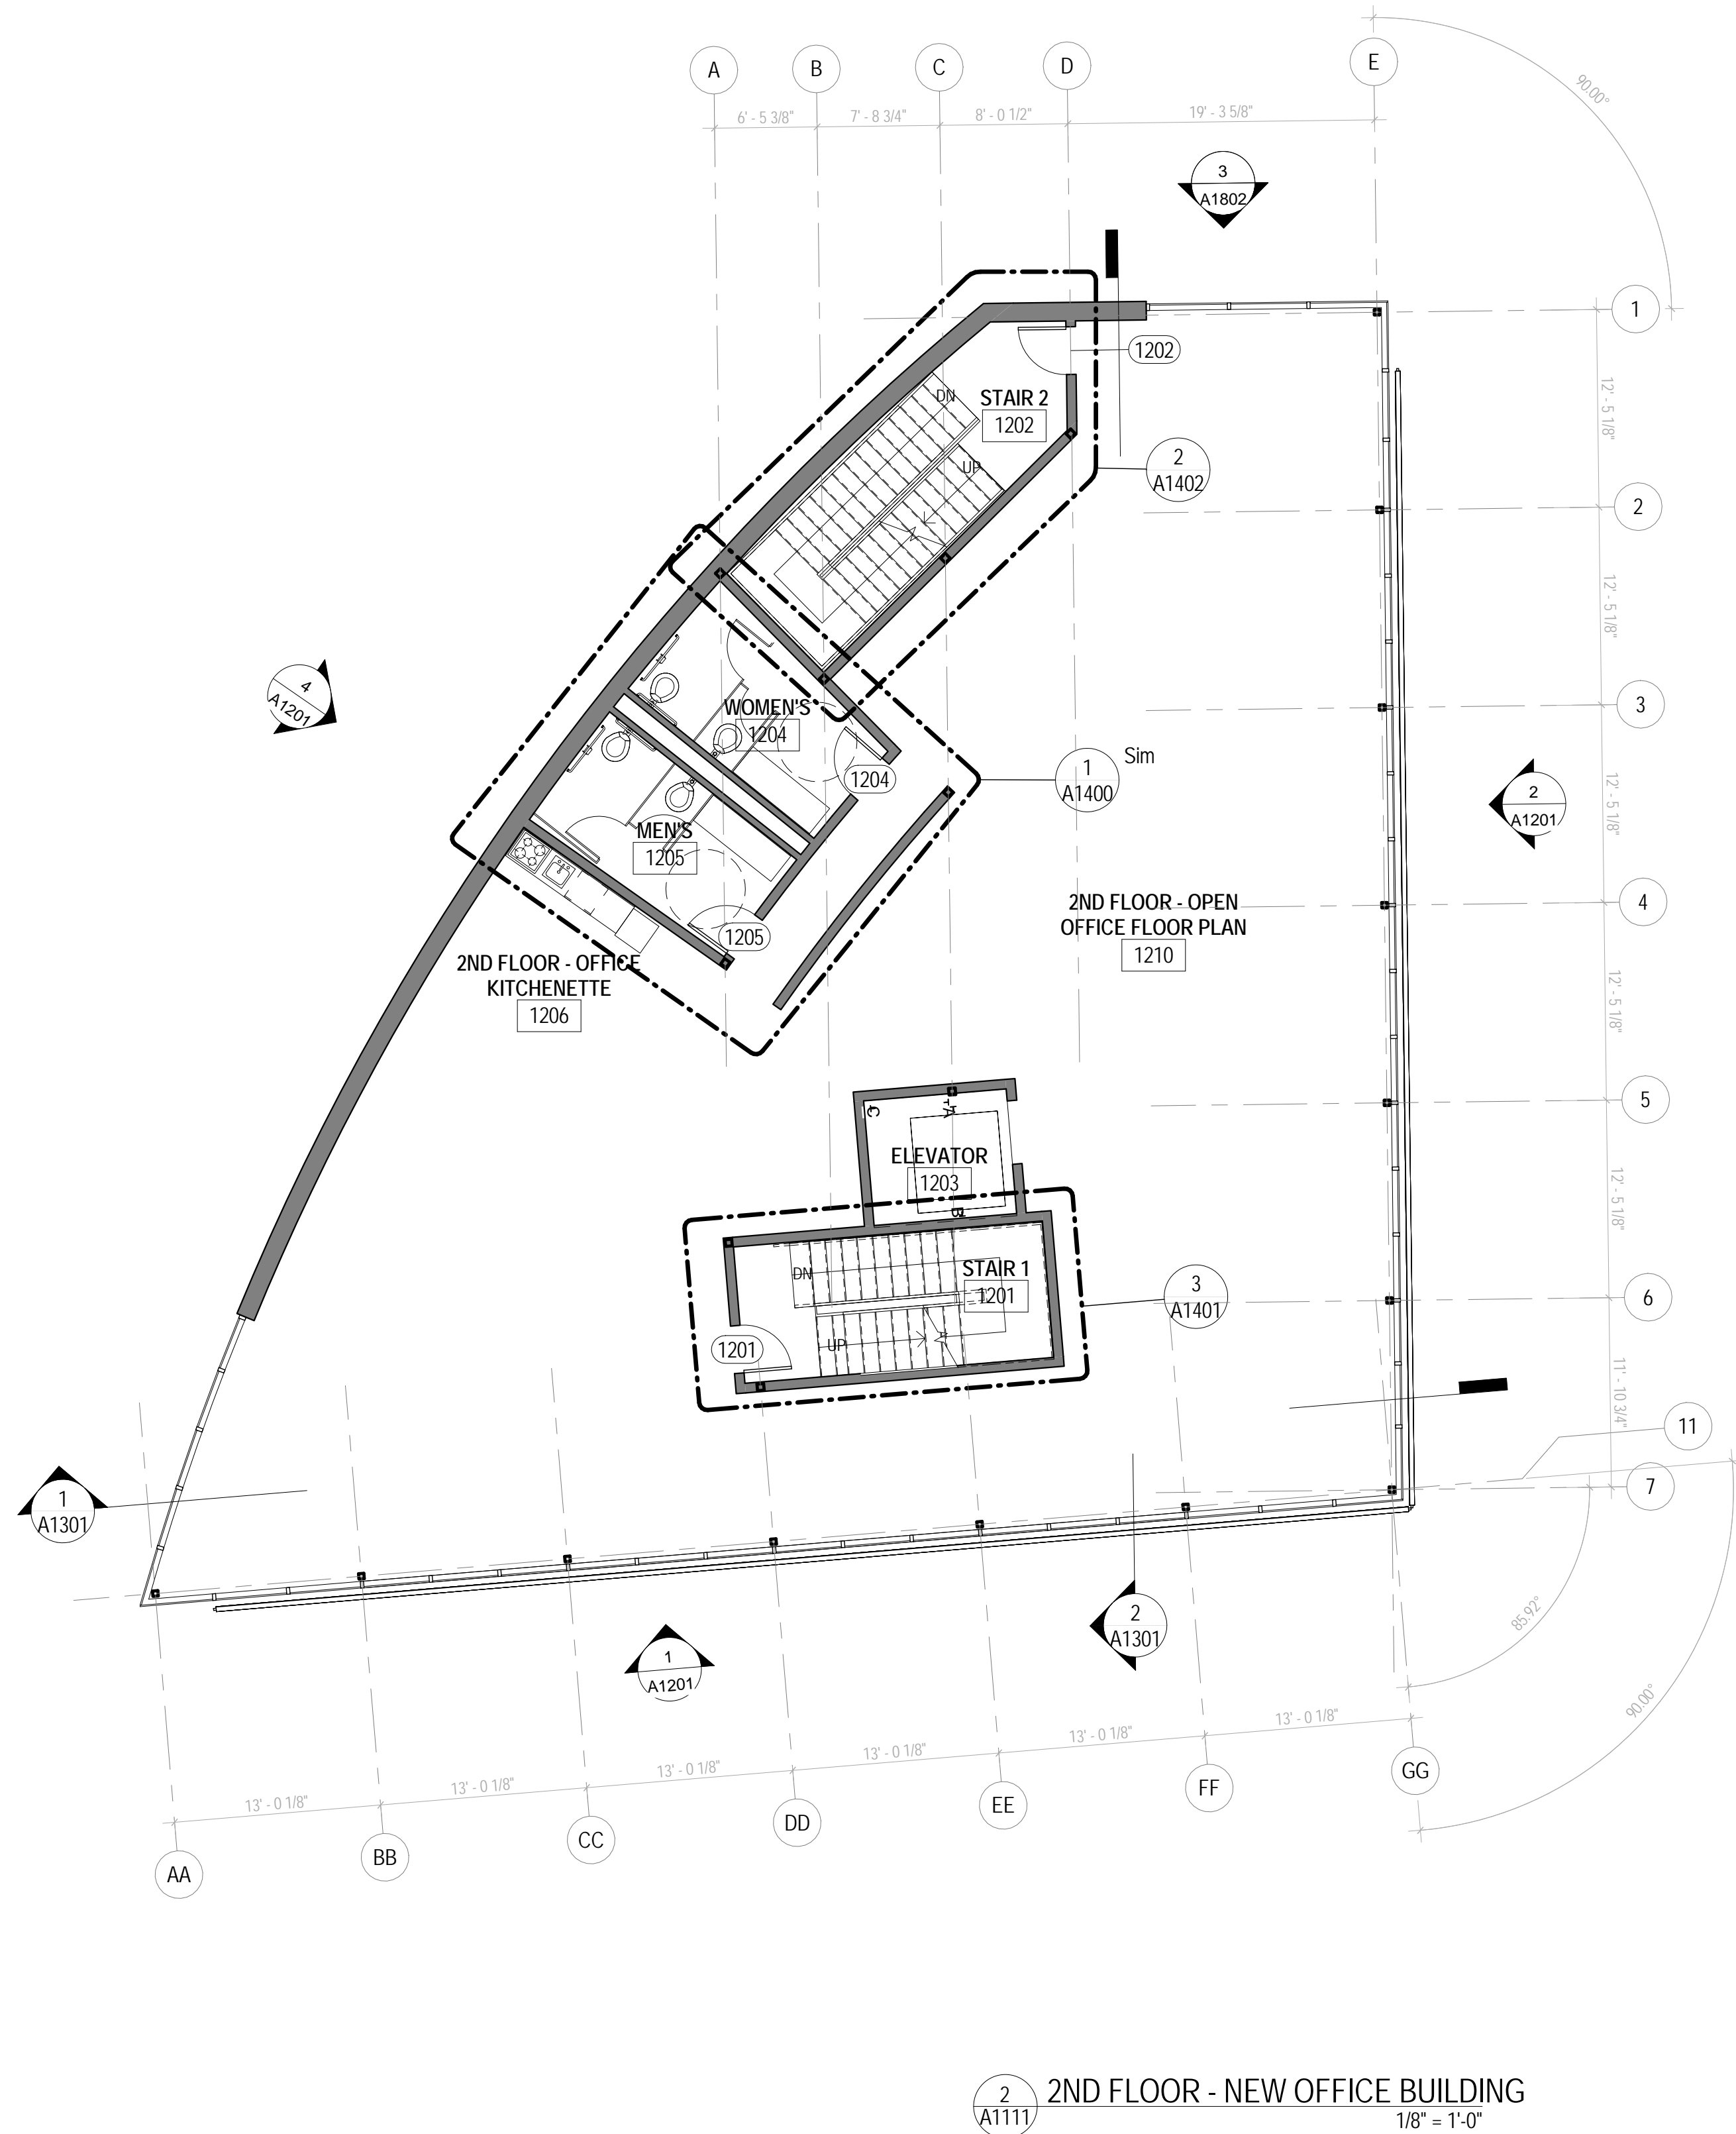 A
B
C
D
E
6' - 5 3/8"
7' - 8 3/4"
8' - 0 1/2"
19' - 3 5/8"
90.00°
3
A1802
1
1202
STAIR 2
1202
DN
UP
2
A1402
12' - 5 1/8"
2
12' - 5 1/8"
3
4
A1201
WOMEN'S
1204
1204
1
A1400
Sim
12' - 5 1/8"
2
A1201
MEN'S
1205
1205
2ND FLOOR - OPEN
OFFICE FLOOR PLAN
1210
4
2ND FLOOR - OFFICE
KITCHENETTE
1206
12' - 5 1/8"
5
C
"A"
ELEVATOR
1203
B
12' - 5 1/8"
DN
STAIR 1
1201
UP
1201
3
A1401
6
11' - 10 3/4"
11
7
1
A1301
85.92°
90.00°
2
A1301
1
A1201
13' - 0 1/8"
13' - 0 1/8"
13' - 0 1/8"
13' - 0 1/8"
13' - 0 1/8"
13' - 0 1/8"
AA
BB
CC
DD
EE
FF
GG
2
A1111
2ND FLOOR - NEW OFFICE BUILDING
1/8" = 1'-0"